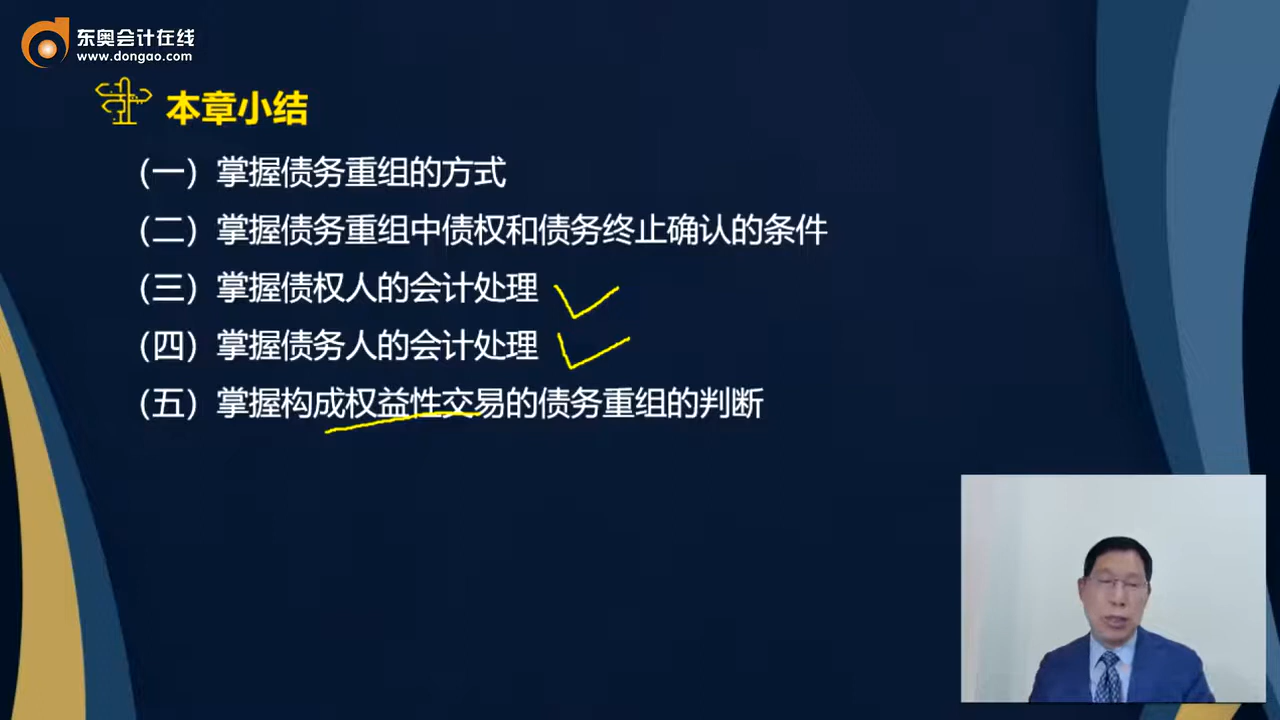 东奥会计在线
www.dongao.com
本章小结
（一）掌握债务重组的方式
（二）掌握债务重组中债权和债务终止确认的条件
（三）掌握债权人的会计处理
（四）掌握债务人的会计处理
（五）掌握构成权益性交易的债务重组的判断